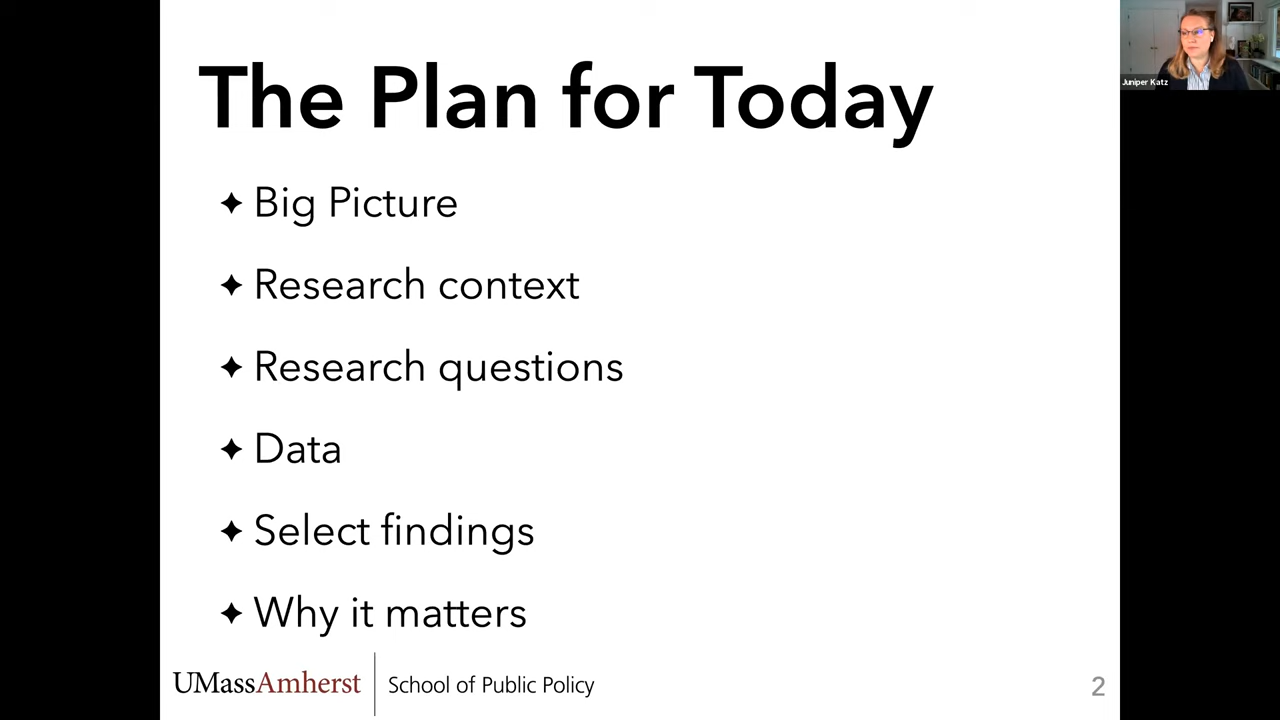 The Plan for Today
Juniper Katz
✦ Big Picture
✦ Research context
✦ Research questions
✦ Data
✦ Select findings
✦ Why it matters
UMassAmherst School of Public Policy
2